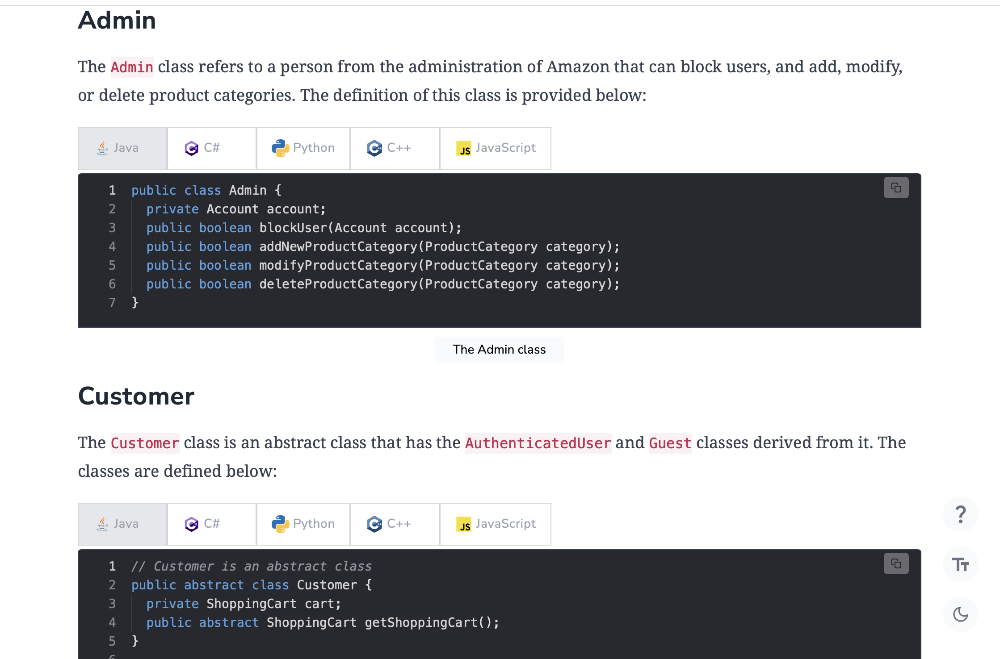 Admin
The Admin class refers to a person from the administration of Amazon that can block users, and add, modify,
or delete product categories. The definition of this class is provided below:
Java C# Python C++ JS JavaScript
1 public class Admin {
2   private Account account;
3   public boolean blockUser(Account account);
4   public boolean addNewProductCategory(ProductCategory category);
5   public boolean modifyProductCategory(ProductCategory category);
6   public boolean deleteProductCategory(ProductCategory category);
7 }
The Admin class
Customer
The Customer class is an abstract class that has the AuthenticatedUser and Guest classes derived from it. The
classes are defined below:
Java C# Python C++ JS JavaScript
1 // Customer is an abstract class
2 public abstract class Customer {
3   private ShoppingCart cart;
4   public abstract ShoppingCart getShoppingCart();
5 }
6
?
TT